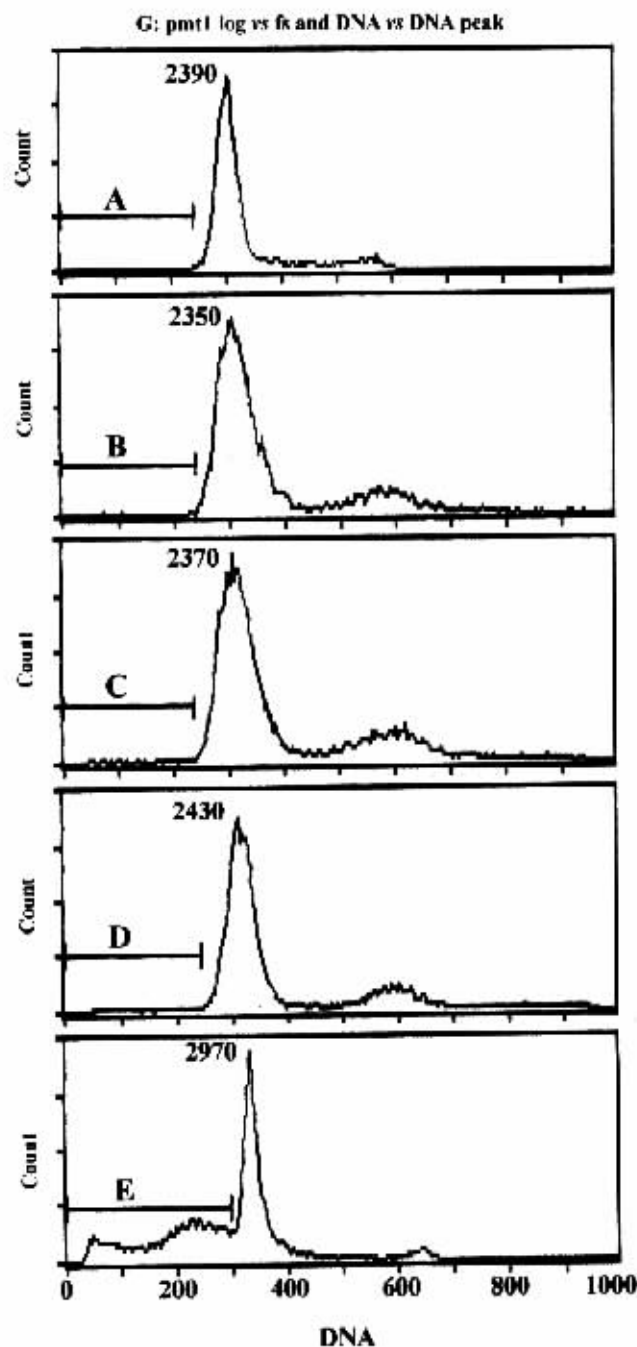 G: pmt1 log vs fs and DNA vs DNA peak
2390
Count
A
2350
Count
B
2370
Count
C
2430
Count
D
2970
Count
E
0 200 400 600 800 1000
DNA